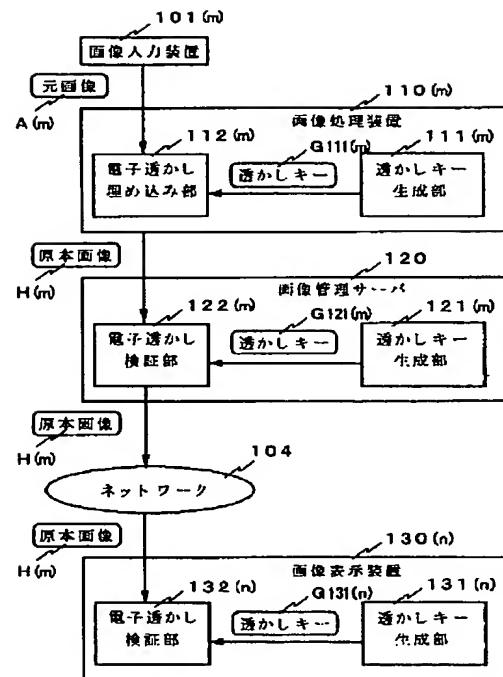 101(m)
画像入力装置
元画像
A(m)
110(m)
画像処理装置
112(m)
G111(m)
111(m)
電子透かし
埋め込み部
透かしキー
透かしキー
生成部
原本画像
H(m)
120
画像管理サーバ
122(m)
G121(m)
121(m)
電子透かし
検証部
透かしキー
透かしキー
生成部
原本画像
H(m)
104
ネットワーク
原本画像
H(m)
130(n)
画像表示装置
132(n)
G131(n)
131(n)
電子透かし
検証部
透かしキー
透かしキー
生成部